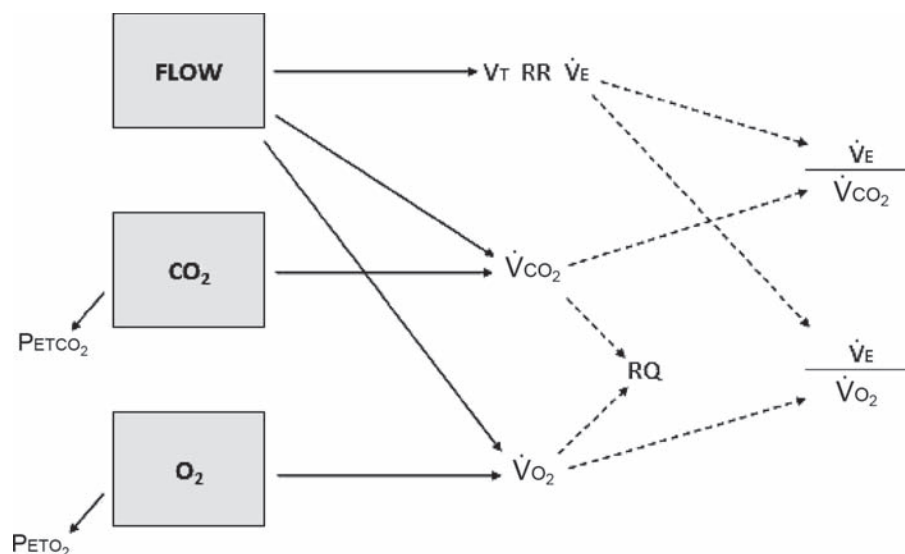 FLOW
VT RR V̇E
V̇E
V̇CO₂
CO₂
V̇CO₂
PETCO₂
RQ
V̇E
V̇O₂
O₂
V̇O₂
PETO₂